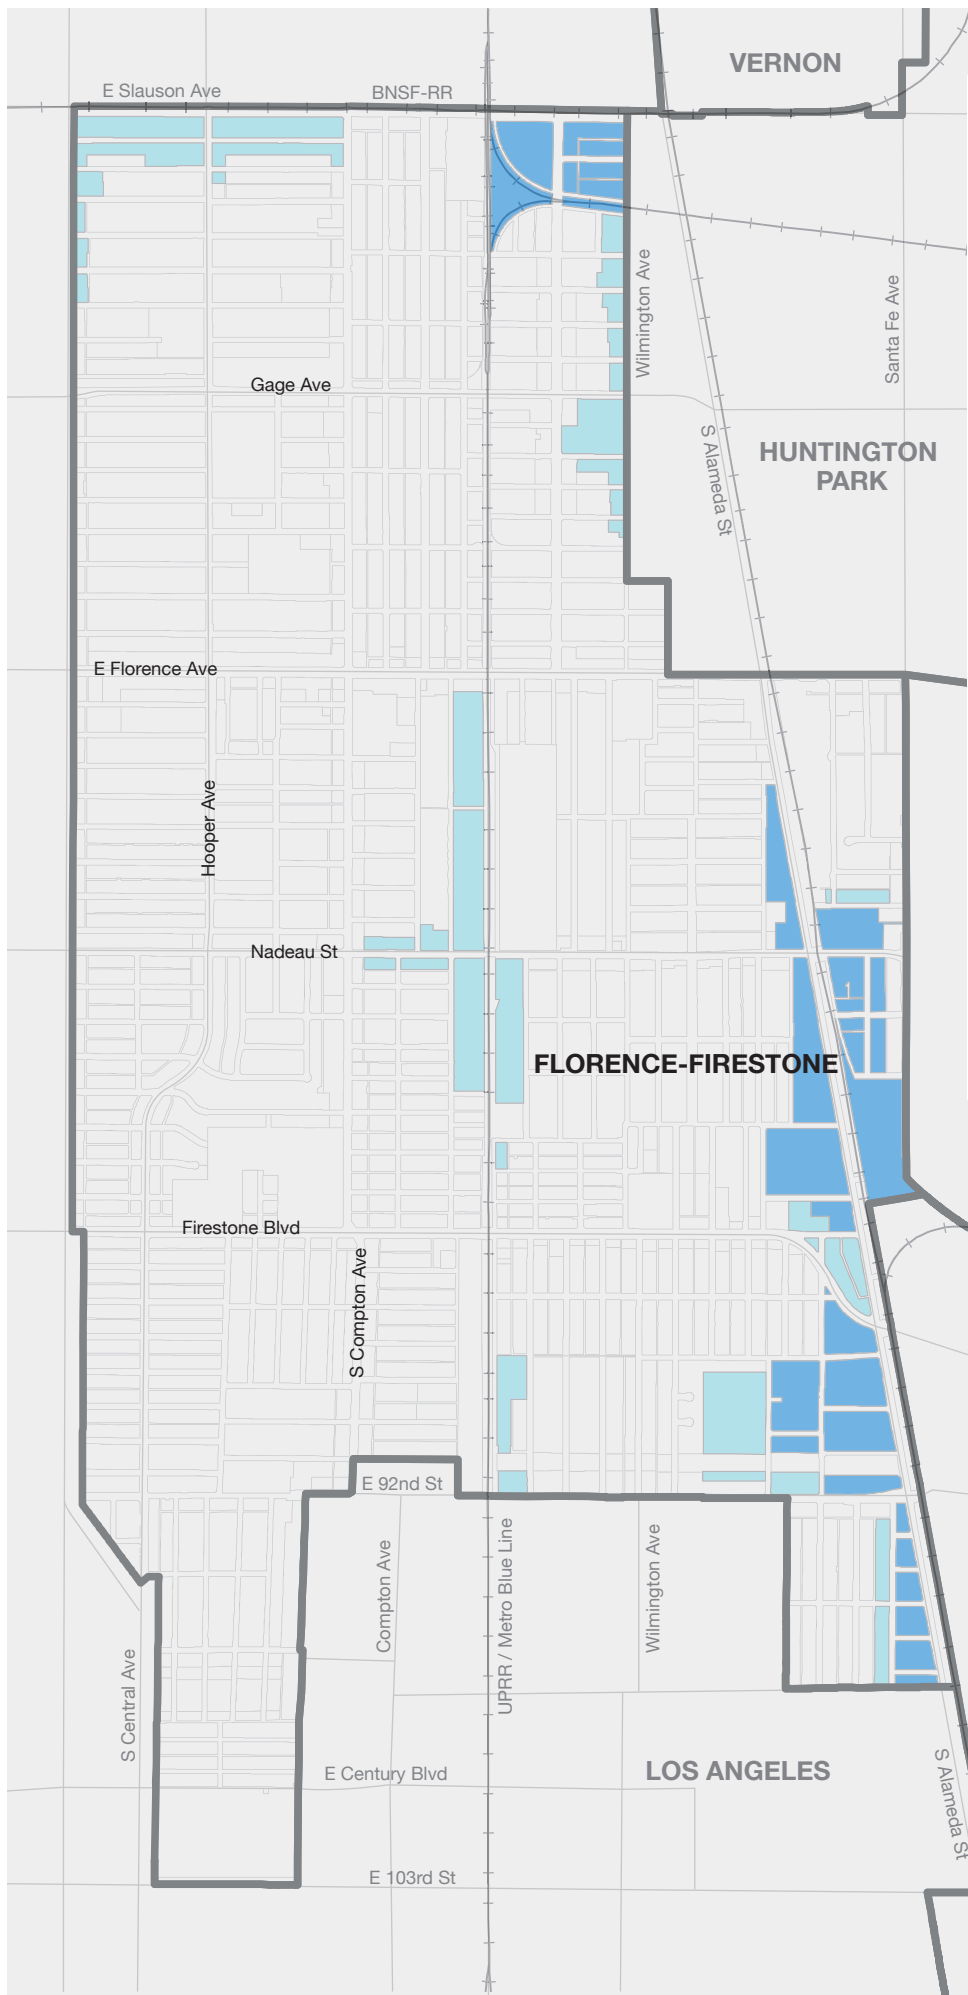 VERNON
E Slauson Ave
BNSF-RR
Wilmington Ave
Santa Fe Ave
Gage Ave
S Alameda St
HUNTINGTON
PARK
E Florence Ave
Hooper Ave
Nadeau St
FLORENCE-FIRESTONE
Firestone Blvd
S Compton Ave
E 92nd St
Compton Ave
UPRR / Metro Blue Line
Wilmington Ave
S Central Ave
E Century Blvd
LOS ANGELES
S Alameda St
E 103rd St